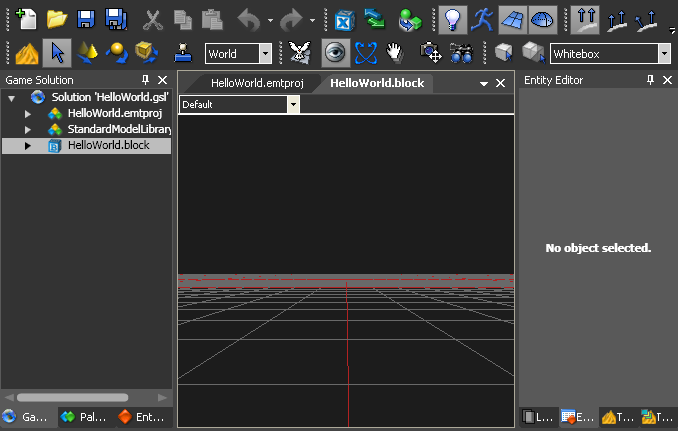 World
Whitebox
Game Solution
HelloWorld.emtproj
HelloWorld.block
Entity Editor
Solution 'HelloWorld.gsl'
Default
HelloWorld.emtproj
StandardModelLibrary
HelloWorld.block
No object selected.
Ga...
Pal...
Ent...
L...
E...
T...
T...